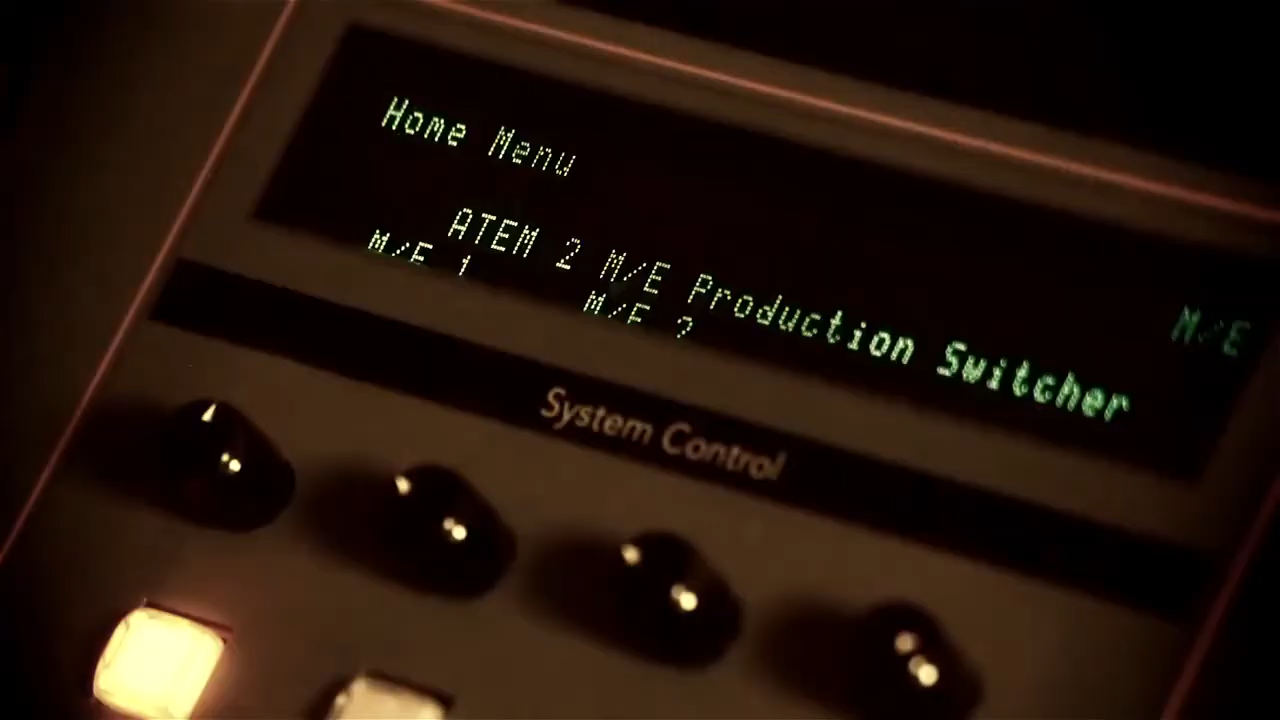 Home Menu
ATEM 2 M/E Production Switcher
M/E 1
M/E 2
M/E
System Control